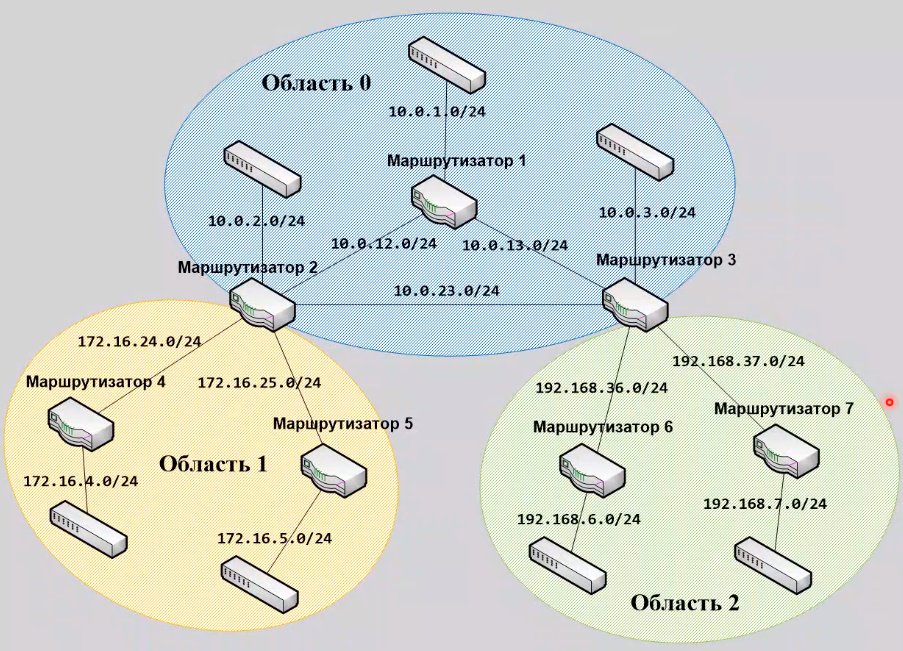 Область 0
10.0.1.0/24
Маршрутизатор 1
10.0.2.0/24
10.0.3.0/24
10.0.12.0/24
10.0.13.0/24
Маршрутизатор 2
Маршрутизатор 3
10.0.23.0/24
172.16.24.0/24
172.16.25.0/24
Маршрутизатор 4
Маршрутизатор 5
Область 1
172.16.4.0/24
172.16.5.0/24
192.168.37.0/24
192.168.36.0/24
Маршрутизатор 7
Маршрутизатор 6
192.168.7.0/24
192.168.6.0/24
Область 2